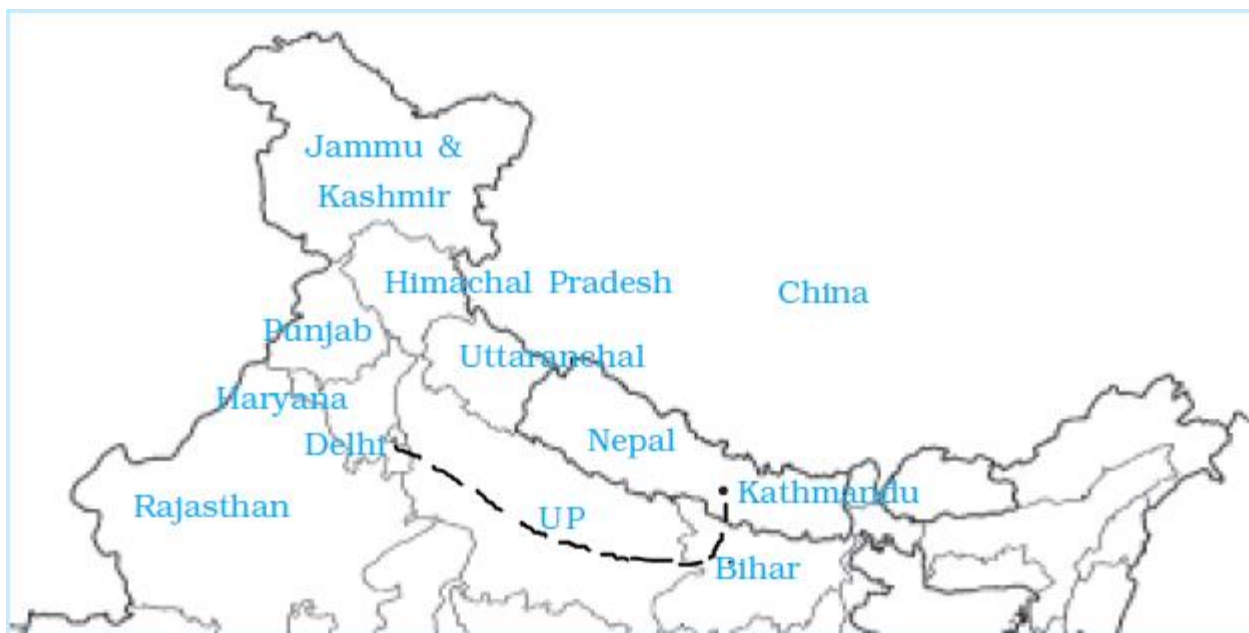 Jammu &
Kashmir
Himachal Pradesh
China
Punjab
Uttaranchal
Haryana
Delhi
Nepal
Kathmandu
Rajasthan
UP
Bihar